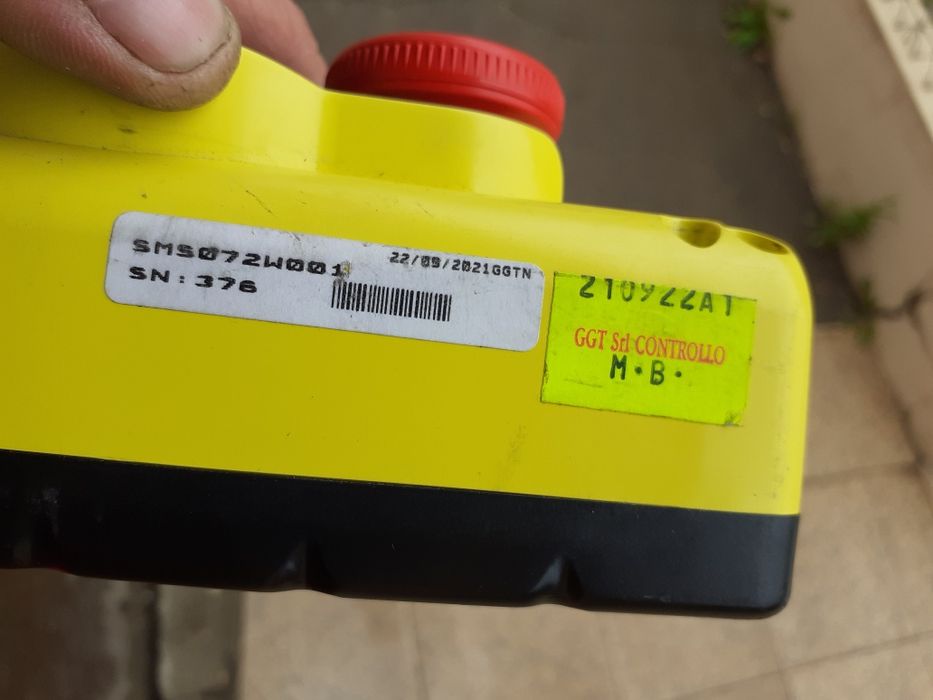 SMS072W001
22/09/2021GGTN
SN:376
210922A1
GGT Srl CONTROLLO
M.B.